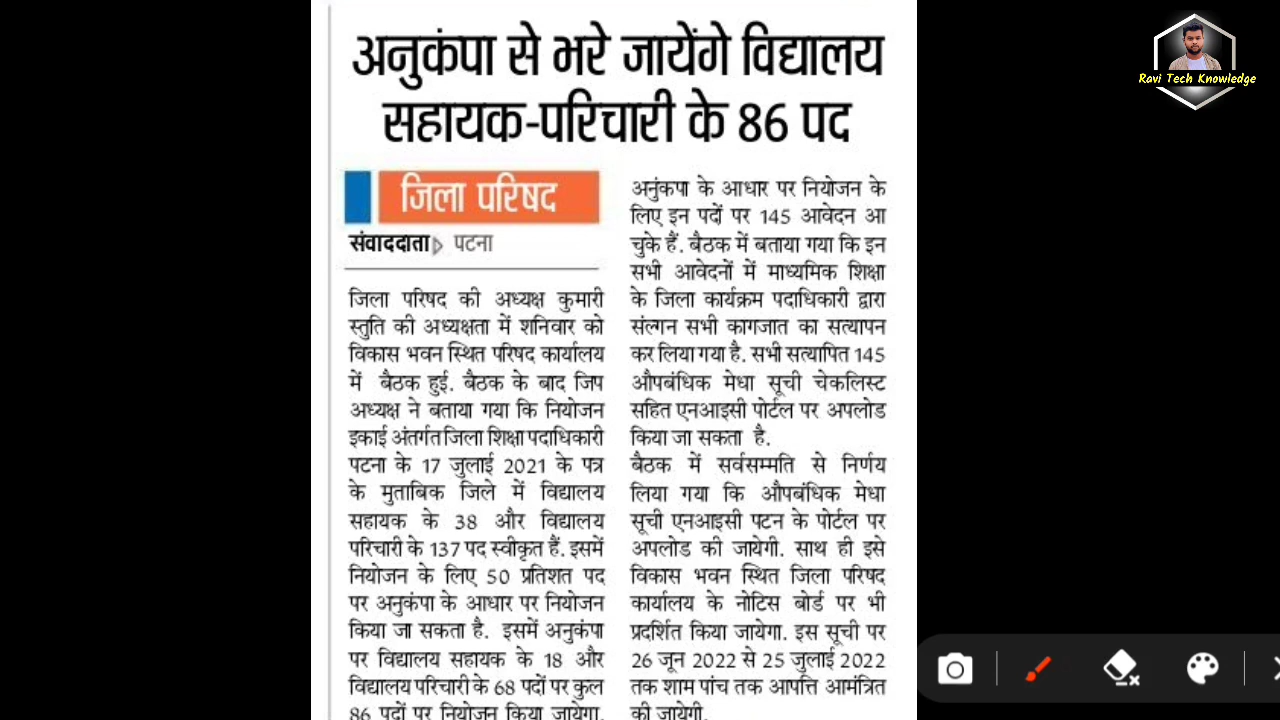 अनुकंपा से भरे जायेंगे विद्यालय
सहायक-परिचारी के 86 पद
जिला परिषद
संवाददाता▷ पटना
जिला परिषद की अध्यक्ष कुमारी
स्तुति की अध्यक्षता में शनिवार को
विकास भवन स्थित परिषद कार्यालय
में बैठक हुई. बैठक के बाद जिप
अध्यक्ष ने बताया गया कि नियोजन
इकाई अंतर्गत जिला शिक्षा पदाधिकारी
पटना के 17 जुलाई 2021 के पत्र
के मुताबिक जिले में विद्यालय
सहायक के 38 और विद्यालय
परिचारी के 137 पद स्वीकृत हैं. इसमें
नियोजन के लिए 50 प्रतिशत पद
पर अनुकंपा के आधार पर नियोजन
किया जा सकता है. इसमें अनुकंपा
पर विद्यालय सहायक के 18 और
विद्यालय परिचारी के 68 पदों पर कुल
86 पदों पर नियोजन किया जायेगा.
अनुंकपा के आधार पर नियोजन के
लिए इन पदों पर 145 आवेदन आ
चुके हैं. बैठक में बताया गया कि इन
सभी आवेदनों में माध्यमिक शिक्षा
के जिला कार्यक्रम पदाधिकारी द्वारा
संल्गन सभी कागजात का सत्यापन
कर लिया गया है. सभी सत्यापित 145
औपबंधिक मेधा सूची चेकलिस्ट
सहित एनआइसी पोर्टल पर अपलोड
किया जा सकता है.
बैठक में सर्वसम्मति से निर्णय
लिया गया कि औपबंधिक मेधा
सूची एनआइसी पटन के पोर्टल पर
अपलोड की जायेगी. साथ ही इसे
विकास भवन स्थित जिला परिषद
कार्यालय के नोटिस बोर्ड पर भी
प्रदर्शित किया जायेगा. इस सूची पर
26 जून 2022 से 25 जुलाई 2022
तक शाम पांच तक आपत्ति आमंत्रित
की जायेगी.
Ravi Tech Knowledge